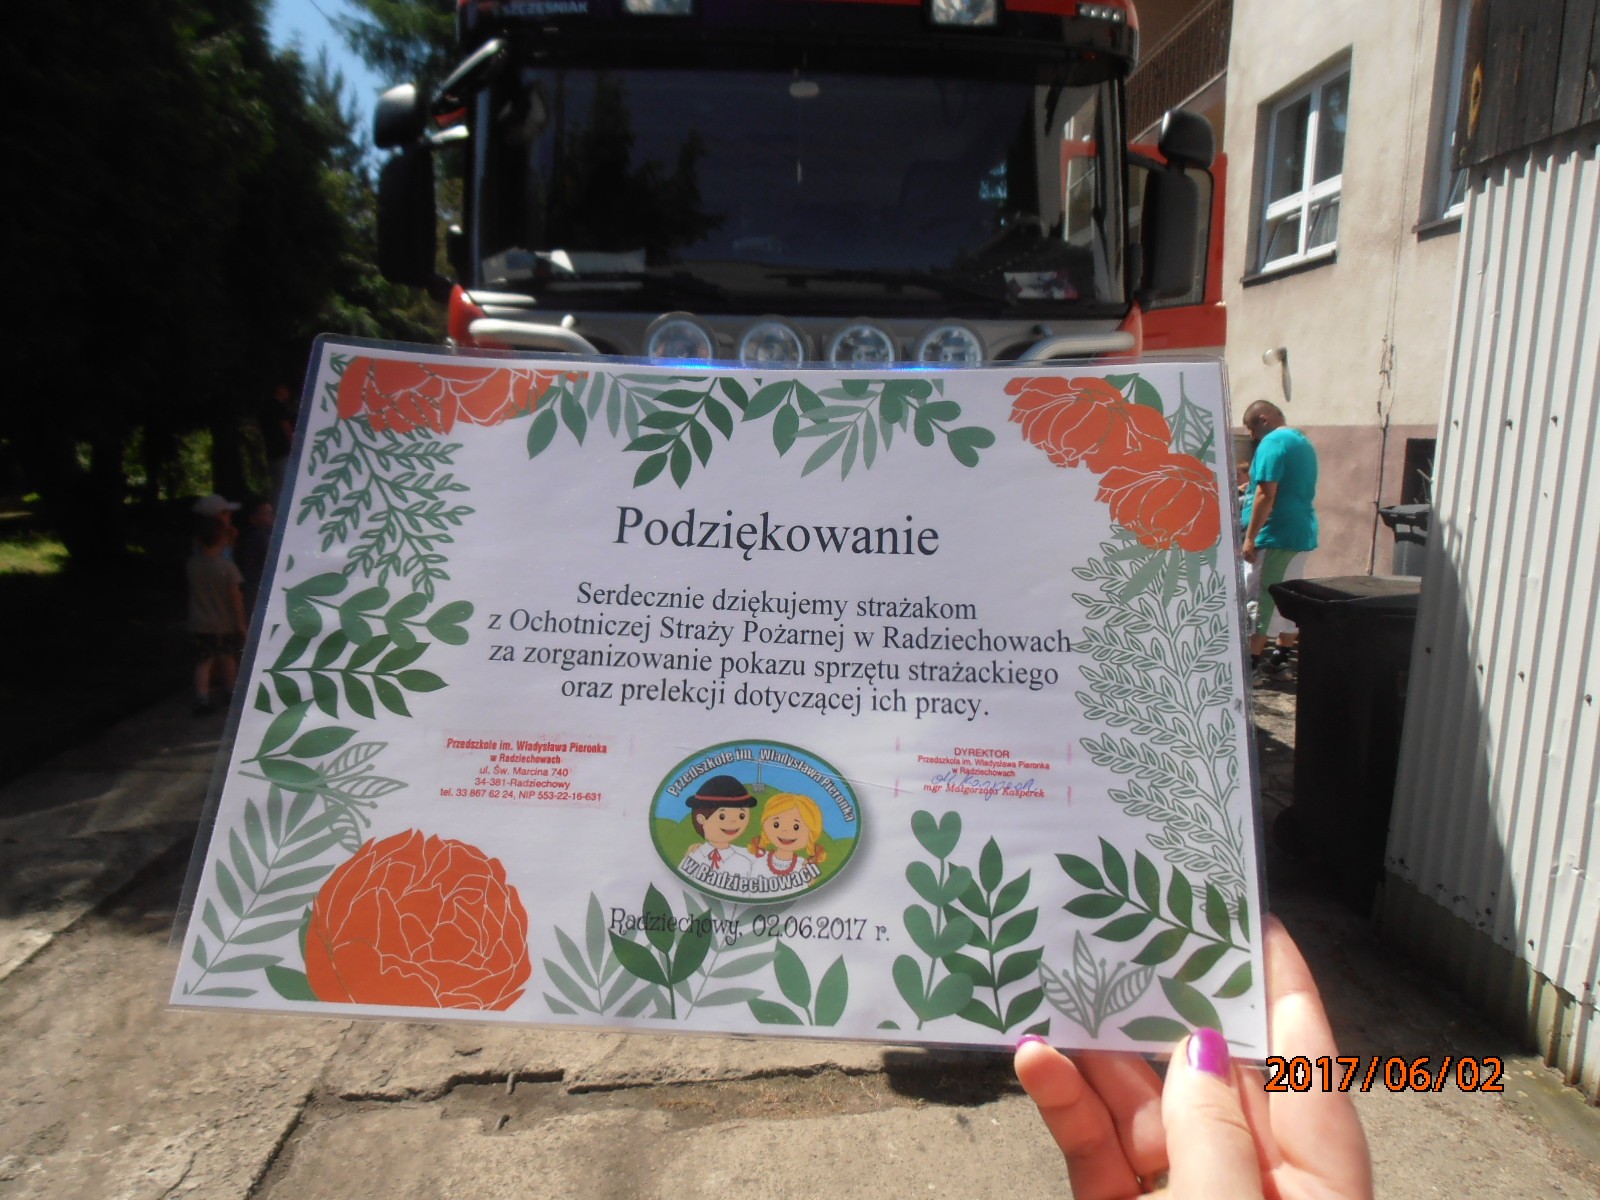 SZCZĘŚNIAK
Podziękowanie
Serdecznie dziękujemy strażakom
z Ochotniczej Straży Pożarnej w Radziechowach
za zorganizowanie pokazu sprzętu strażackiego
oraz prelekcji dotyczącej ich pracy.
Przedszkole im. Władysława Pieronka
w Radziechowach
ul. Św. Marcina 740
34-381-Radziechowy
tel. 33 867 62 24, NIP 553-22-16-631
Przedszkole im. Władysława Pieronka
w Radziechowach
DYREKTOR
Przedszkola im. Władysława Pieronka
w Radziechowach
mgr Małgorzata Kasperek
Radziechowy, 02.06.2017 r.
2017/06/02